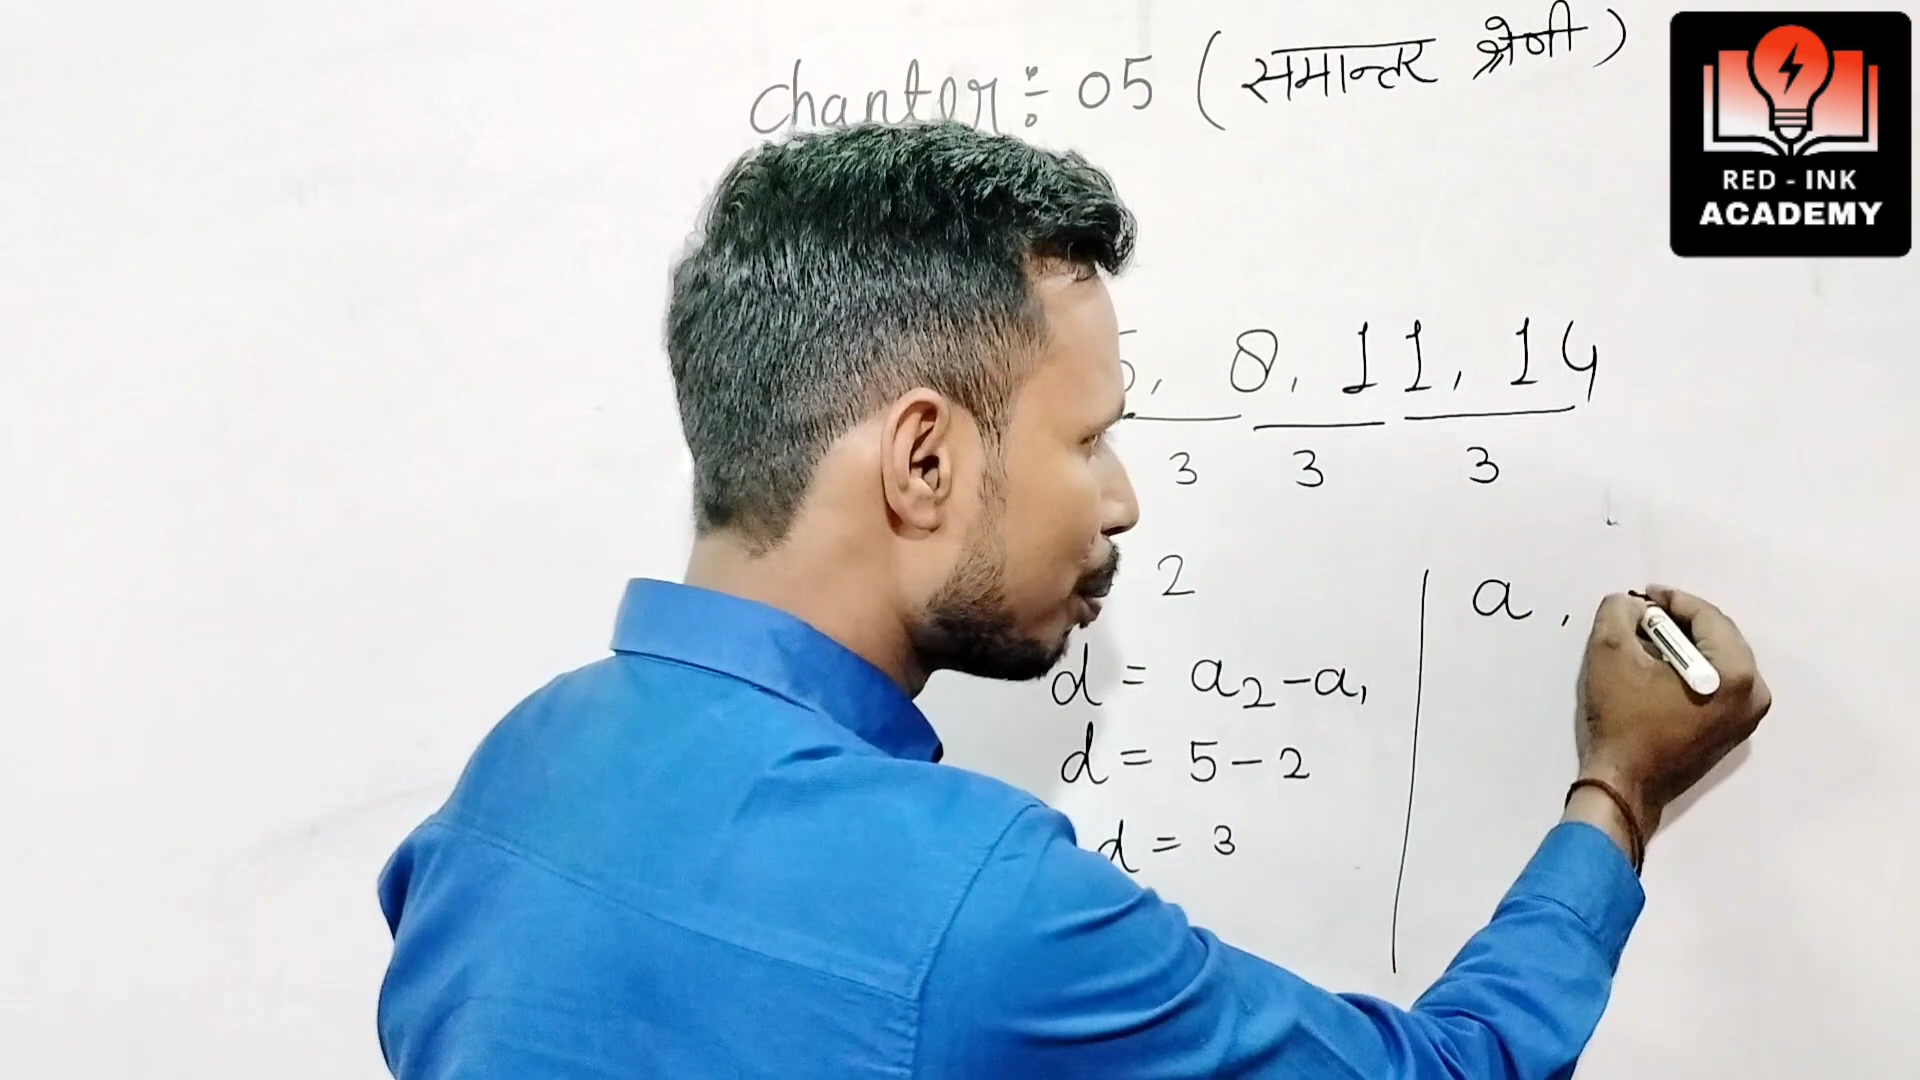 Chapter :- 05 (समान्तर श्रेणी)
RED - INK
ACADEMY
5, 8, 11, 14
3 3 3
2
d = a₂ - a₁
d = 5 - 2
d = 3
a ,